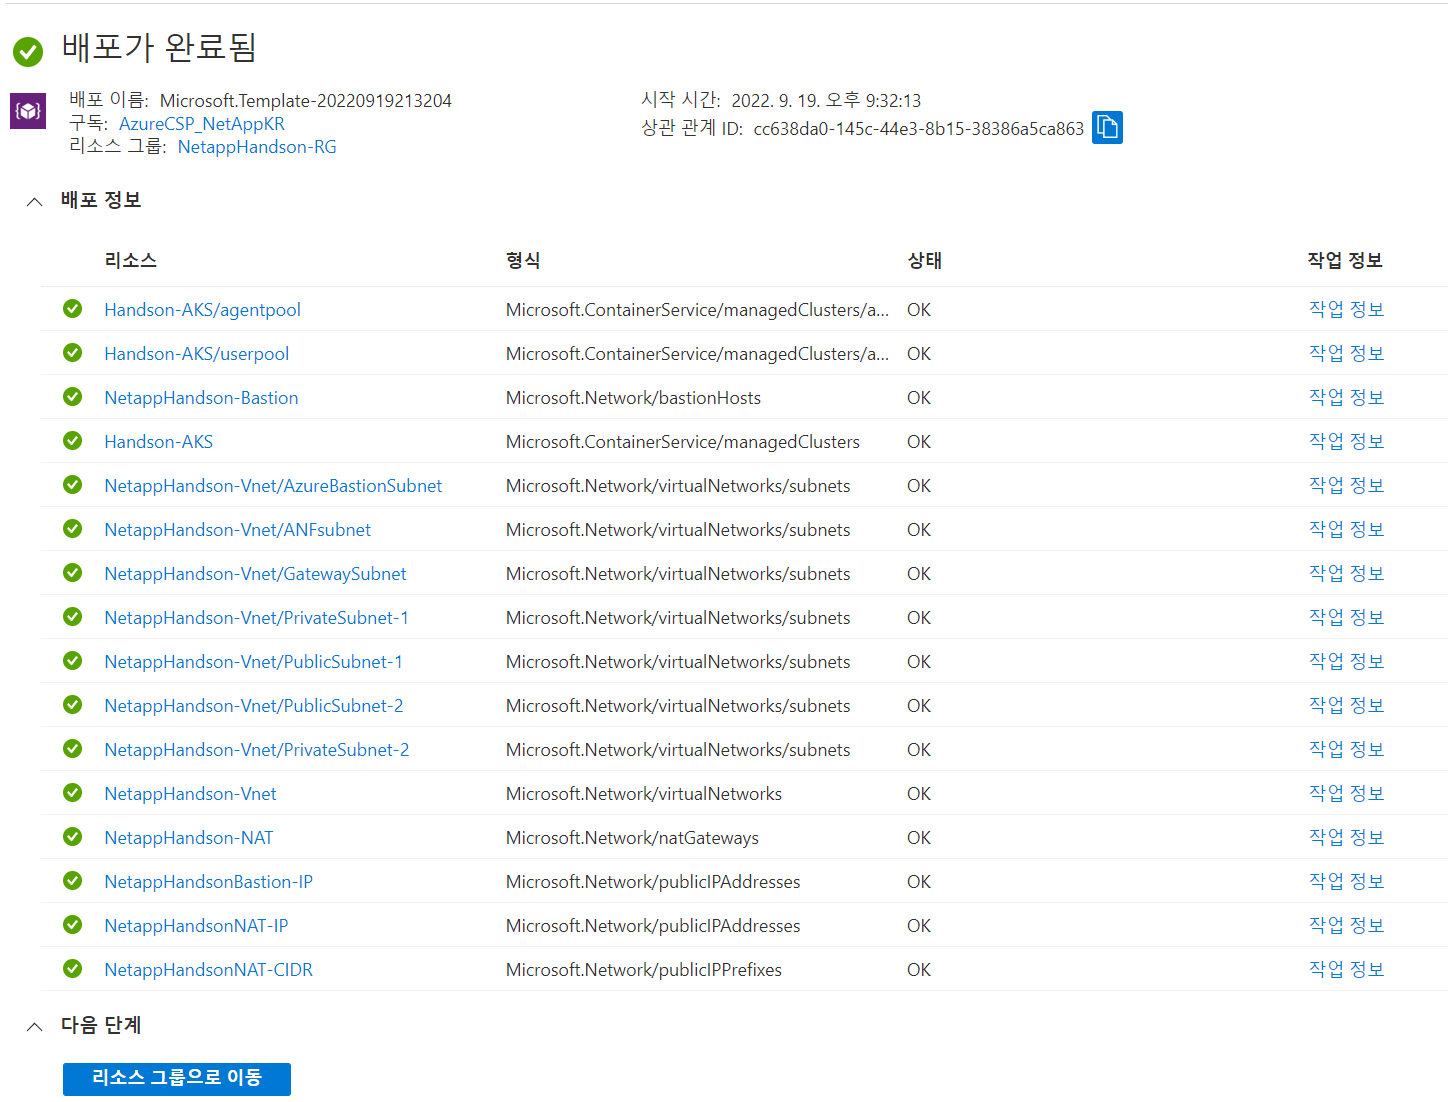 배포가 완료됨
배포 이름: Microsoft.Template-20220919213204
구독: AzureCSP_NetAppKR
리소스 그룹: NetappHandson-RG
시작 시간: 2022. 9. 19. 오후 9:32:13
상관 관계 ID: cc638da0-145c-44e3-8b15-38386a5ca863
배포 정보
리소스 형식 상태 작업 정보
Handson-AKS/agentpool Microsoft.ContainerService/managedClusters/a... OK 작업 정보
Handson-AKS/userpool Microsoft.ContainerService/managedClusters/a... OK 작업 정보
NetappHandson-Bastion Microsoft.Network/bastionHosts OK 작업 정보
Handson-AKS Microsoft.ContainerService/managedClusters OK 작업 정보
NetappHandson-Vnet/AzureBastionSubnet Microsoft.Network/virtualNetworks/subnets OK 작업 정보
NetappHandson-Vnet/ANFsubnet Microsoft.Network/virtualNetworks/subnets OK 작업 정보
NetappHandson-Vnet/GatewaySubnet Microsoft.Network/virtualNetworks/subnets OK 작업 정보
NetappHandson-Vnet/PrivateSubnet-1 Microsoft.Network/virtualNetworks/subnets OK 작업 정보
NetappHandson-Vnet/PublicSubnet-1 Microsoft.Network/virtualNetworks/subnets OK 작업 정보
NetappHandson-Vnet/PublicSubnet-2 Microsoft.Network/virtualNetworks/subnets OK 작업 정보
NetappHandson-Vnet/PrivateSubnet-2 Microsoft.Network/virtualNetworks/subnets OK 작업 정보
NetappHandson-Vnet Microsoft.Network/virtualNetworks OK 작업 정보
NetappHandson-NAT Microsoft.Network/natGateways OK 작업 정보
NetappHandsonBastion-IP Microsoft.Network/publicIPAddresses OK 작업 정보
NetappHandsonNAT-IP Microsoft.Network/publicIPAddresses OK 작업 정보
NetappHandsonNAT-CIDR Microsoft.Network/publicIPPrefixes OK 작업 정보
다음 단계
리소스 그룹으로 이동